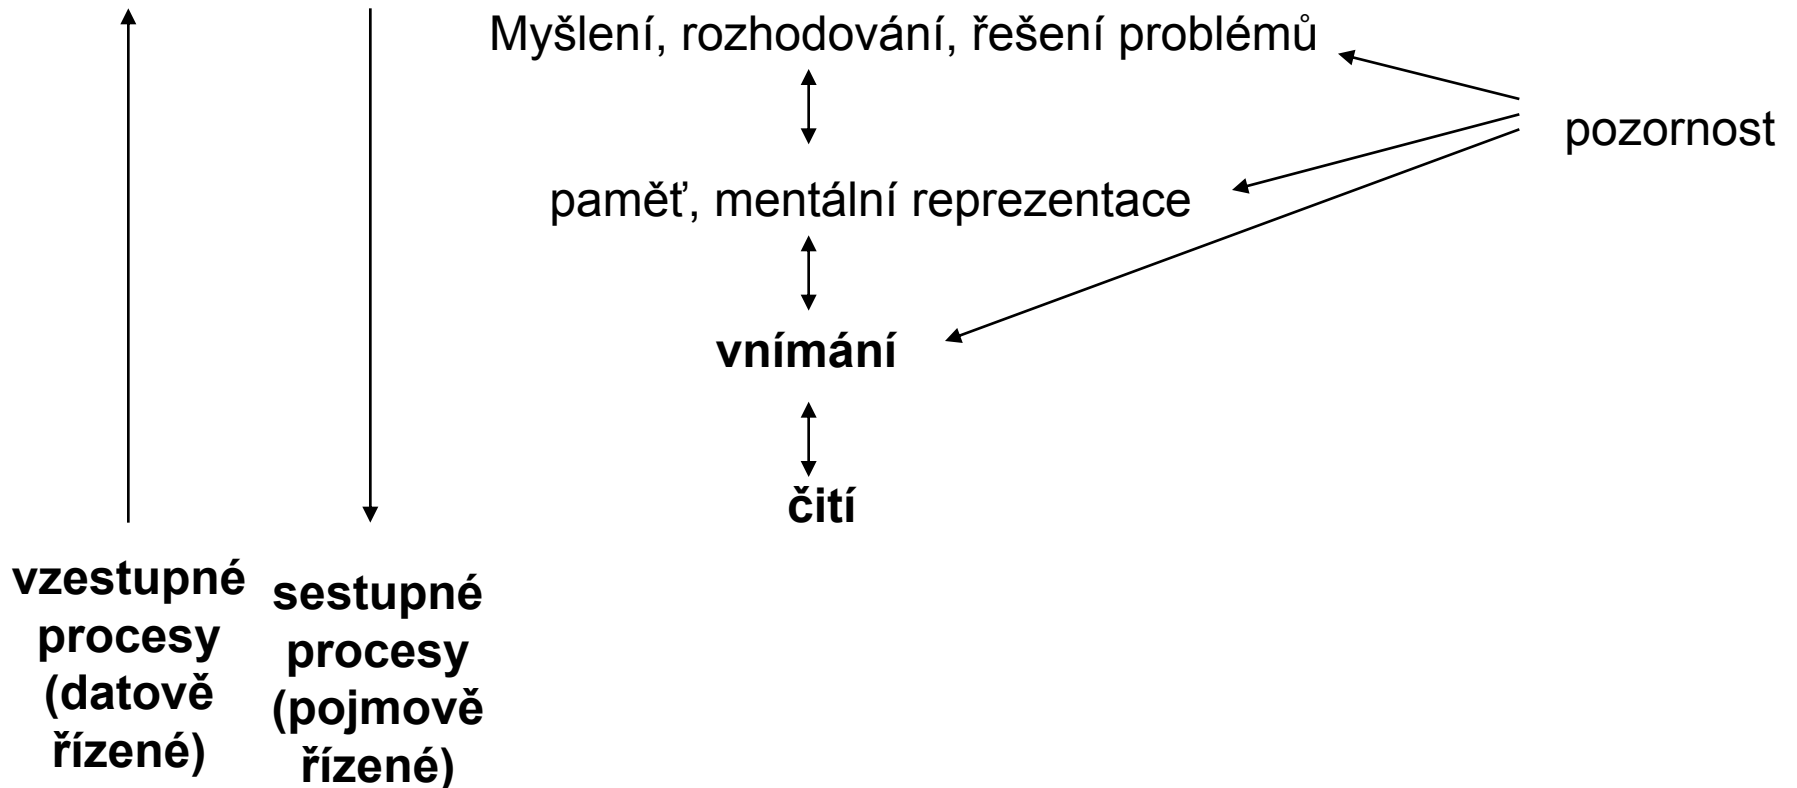 Myšlení, rozhodování, řešení problémů
pozornost
paměť, mentální reprezentace
vnímání
čití
vzestupné
procesy
(datově
řízené)
sestupné
procesy
(pojmově
řízené)